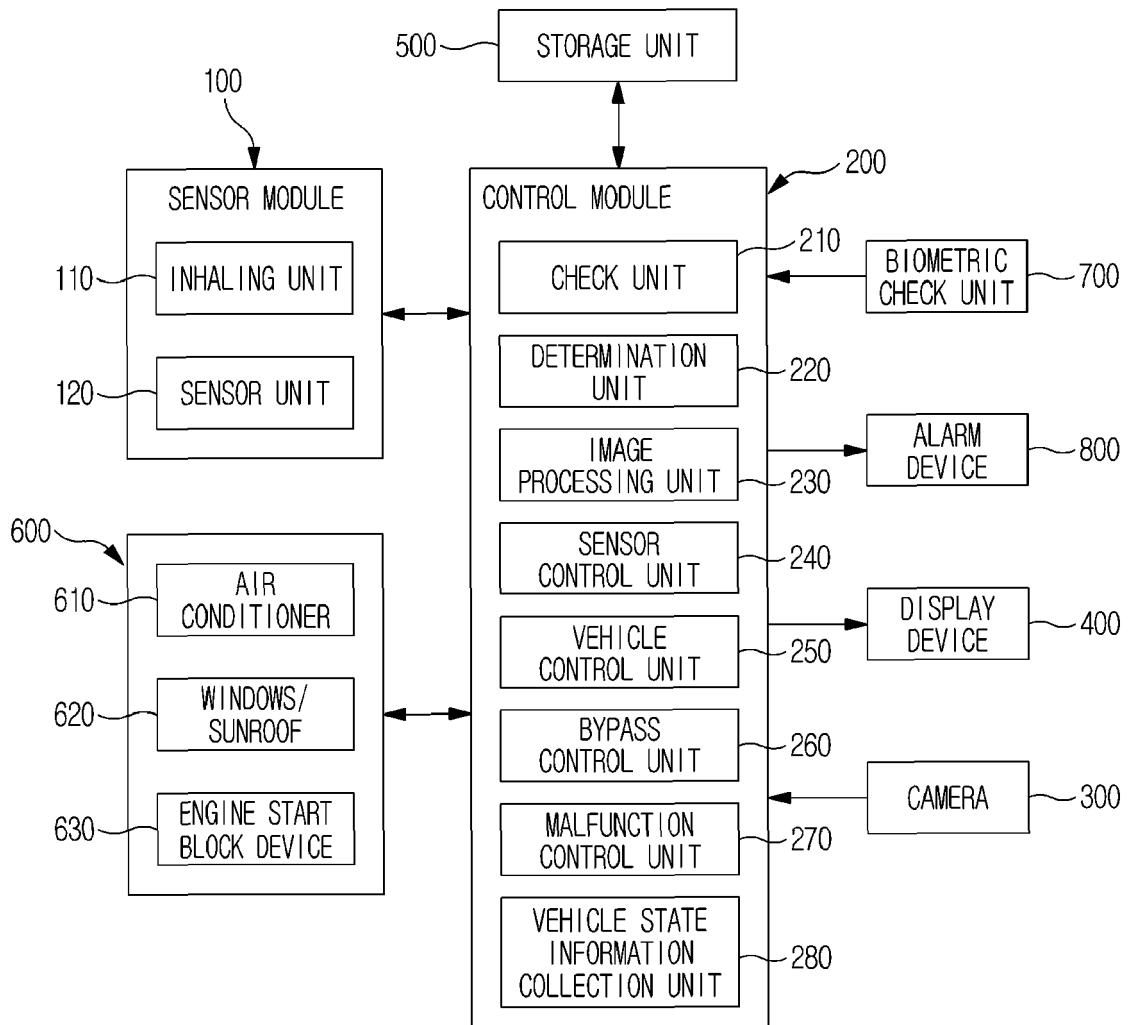 500
STORAGE UNIT
100
SENSOR MODULE
110
INHALING UNIT
120
SENSOR UNIT
600
610
AIR
CONDITIONER
620
WINDOWS/
SUNROOF
630
ENGINE START
BLOCK DEVICE
200
CONTROL MODULE
210
CHECK UNIT
DETERMINATION
UNIT
220
IMAGE
PROCESSING UNIT
230
SENSOR
CONTROL UNIT
240
VEHICLE
CONTROL UNIT
250
BYPASS
CONTROL UNIT
260
MALFUNCTION
CONTROL UNIT
270
VEHICLE STATE
INFORMATION
COLLECTION UNIT
280
BIOMETRIC
CHECK UNIT
700
ALARM
DEVICE
800
DISPLAY
DEVICE
400
CAMERA
300